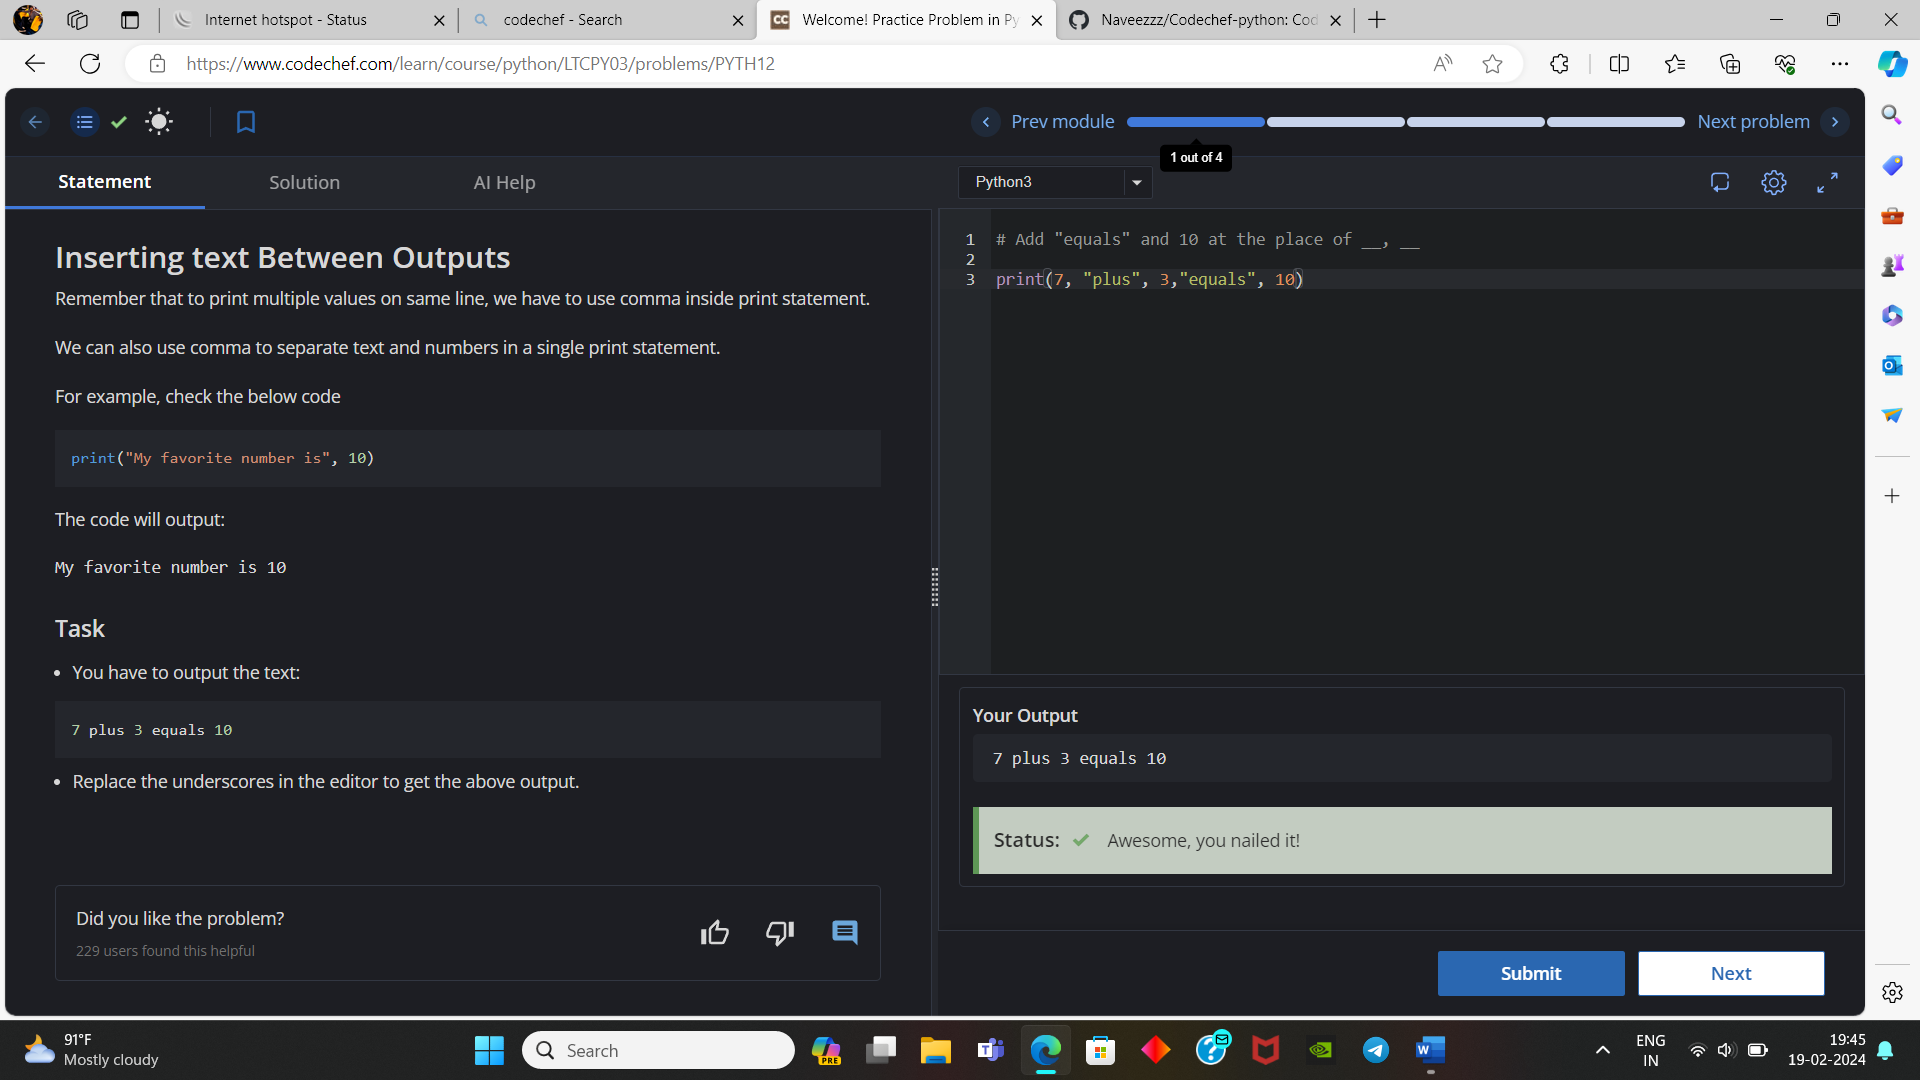 Internet hotspot - Status
codechef - Search
CC
Welcome! Practice Problem in Py
Naveezzz/Codechef-python: Cod
https://www.codechef.com/learn/course/python/LTCPY03/problems/PYTH12
Prev module
Next problem
1 out of 4
Statement
Solution
AI Help
Python3
Inserting text Between Outputs
Remember that to print multiple values on same line, we have to use comma inside print statement.
We can also use comma to separate text and numbers in a single print statement.
For example, check the below code
print("My favorite number is", 10)
The code will output:
My favorite number is 10
Task
• You have to output the text:
7 plus 3 equals 10
• Replace the underscores in the editor to get the above output.
Did you like the problem?
229 users found this helpful
1 # Add "equals" and 10 at the place of __, __
2
3 print(7, "plus", 3,"equals", 10)
Your Output
7 plus 3 equals 10
Status: Awesome, you nailed it!
Submit
Next
91°F
Mostly cloudy
Search
PRE
ENG
IN
19:45
19-02-2024